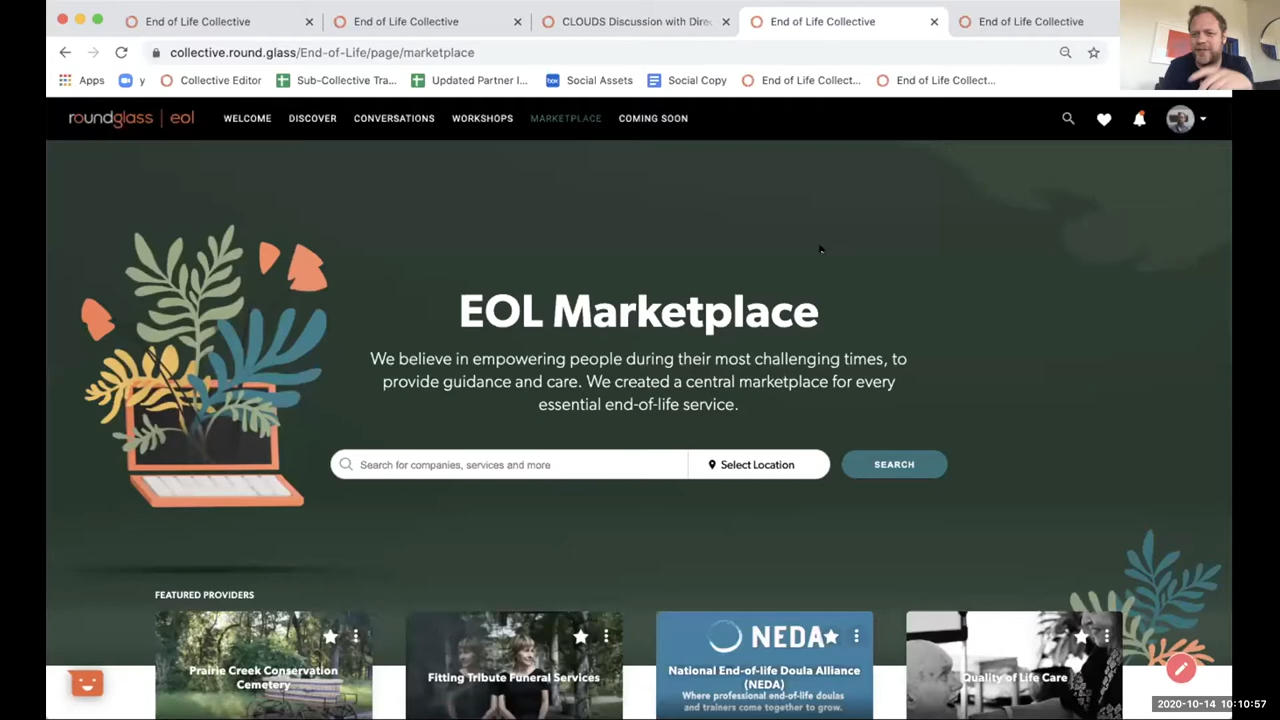 End of Life Collective
End of Life Collective
CLOUDS Discussion with Direc
End of Life Collective
End of Life Collective
collective.round.glass/End-of-Life/page/marketplace
Apps
y
Collective Editor
Sub-Collective Tra...
Updated Partner I...
box
Social Assets
Social Copy
End of Life Collect...
End of Life Collect...
roundglass | eol
WELCOME
DISCOVER
CONVERSATIONS
WORKSHOPS
MARKETPLACE
COMING SOON
EOL Marketplace
We believe in empowering people during their most challenging times, to
provide guidance and care. We created a central marketplace for every
essential end-of-life service.
Search for companies, services and more
Select Location
SEARCH
FEATURED PROVIDERS
Prairie Creek Conservation
Cemetery
Fitting Tribute Funeral Services
NEDA
National End-of-life Doula Alliance
(NEDA)
Where professional end-of-life doulas
and trainers come together to grow.
Quality of Life Care
2020-10-14 10:10:57